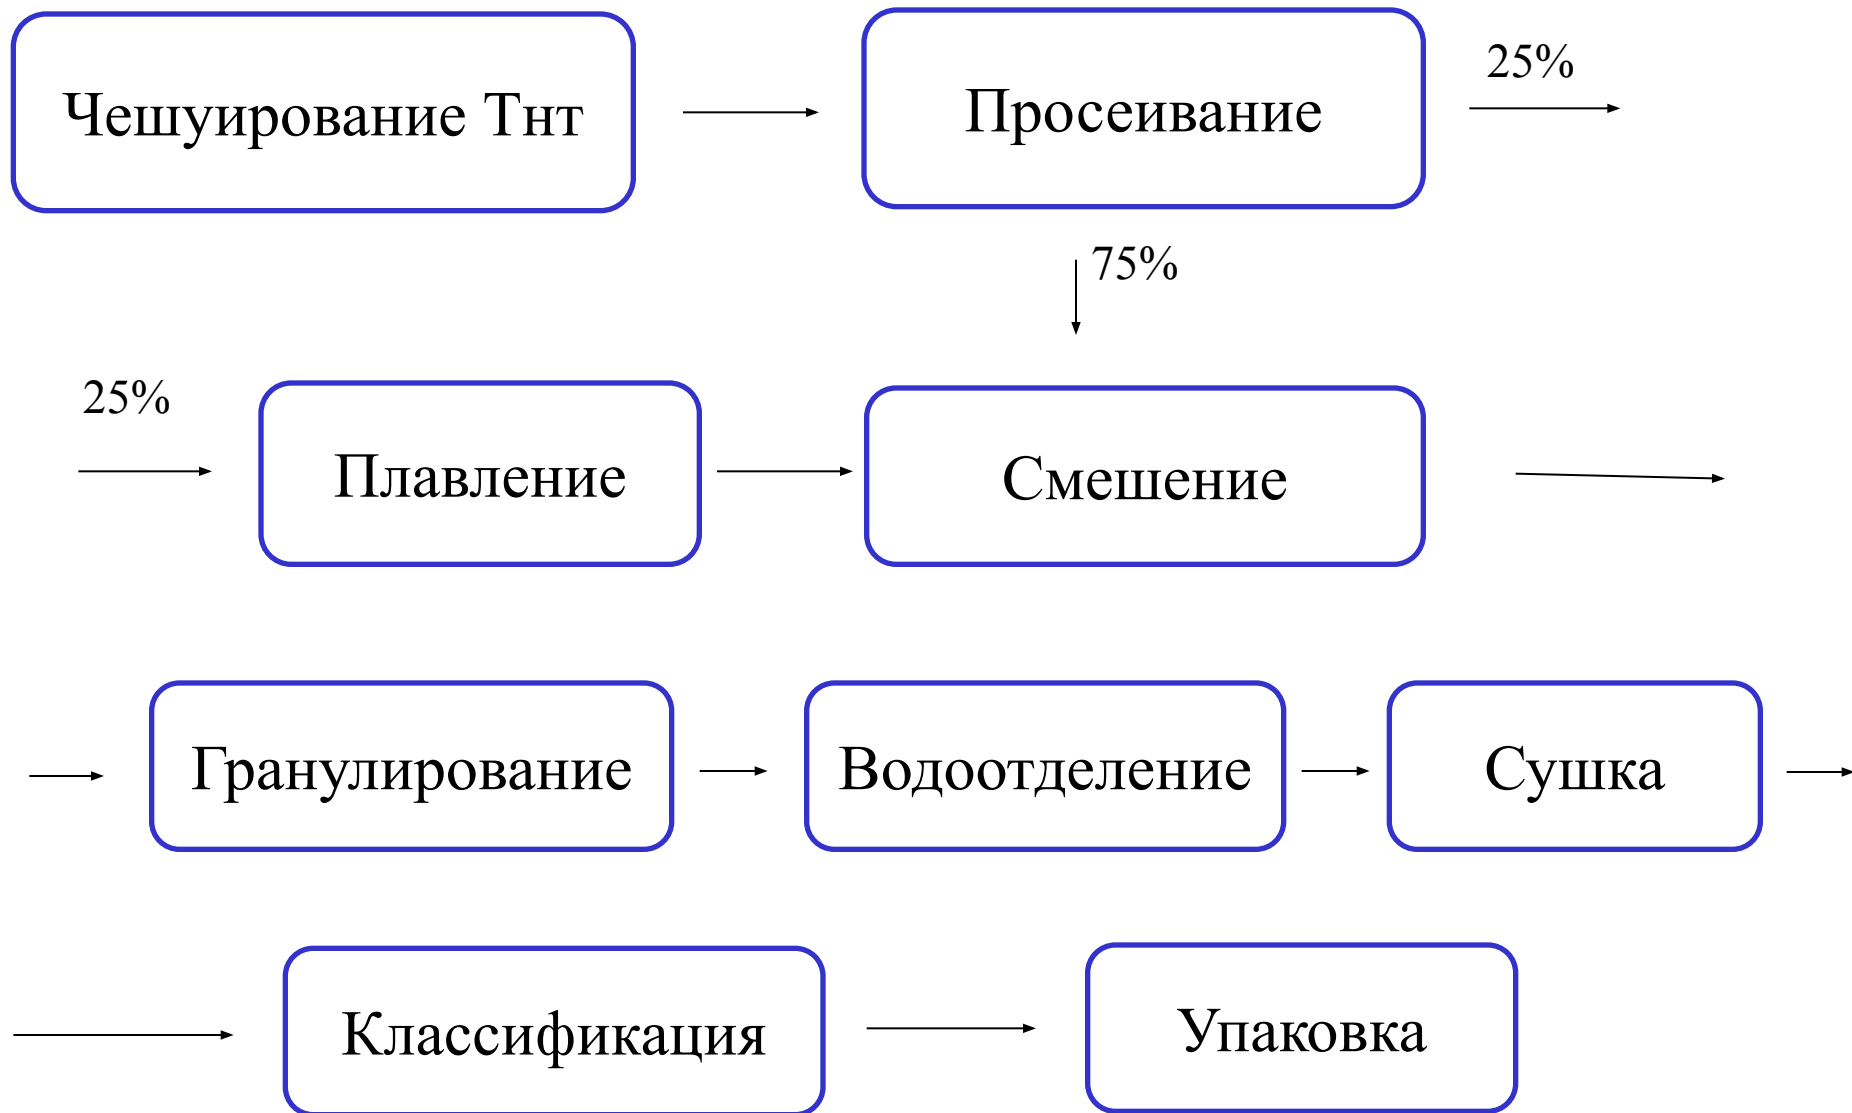 Чешуирование Тнт
Просеивание
25%
75%
25%
Плавление
Смешение
Гранулирование
Водоотделение
Сушка
Классификация
Упаковка